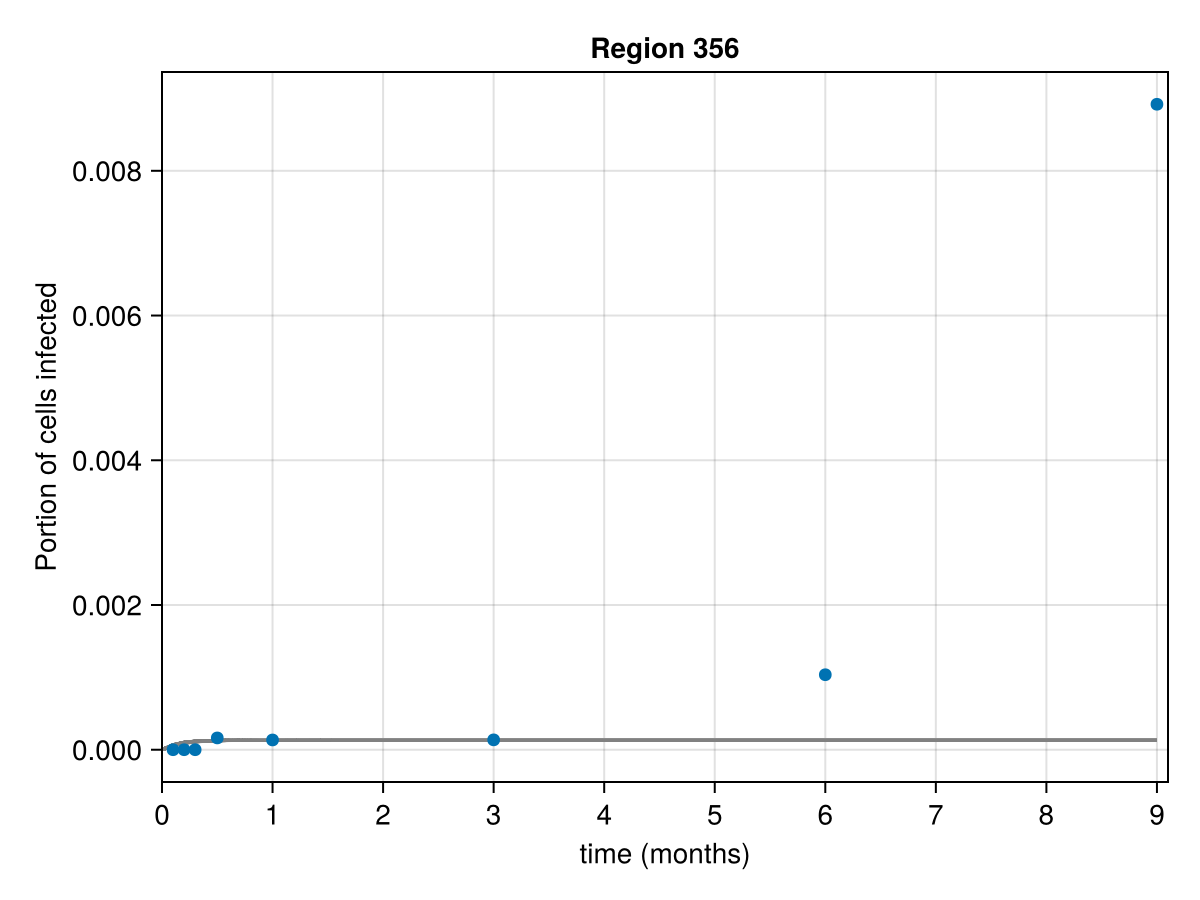 Region 356
Portion of cells infected
0.008
0.006
0.004
0.002
0.000
0 1 2 3 4 5 6 7 8 9
time (months)